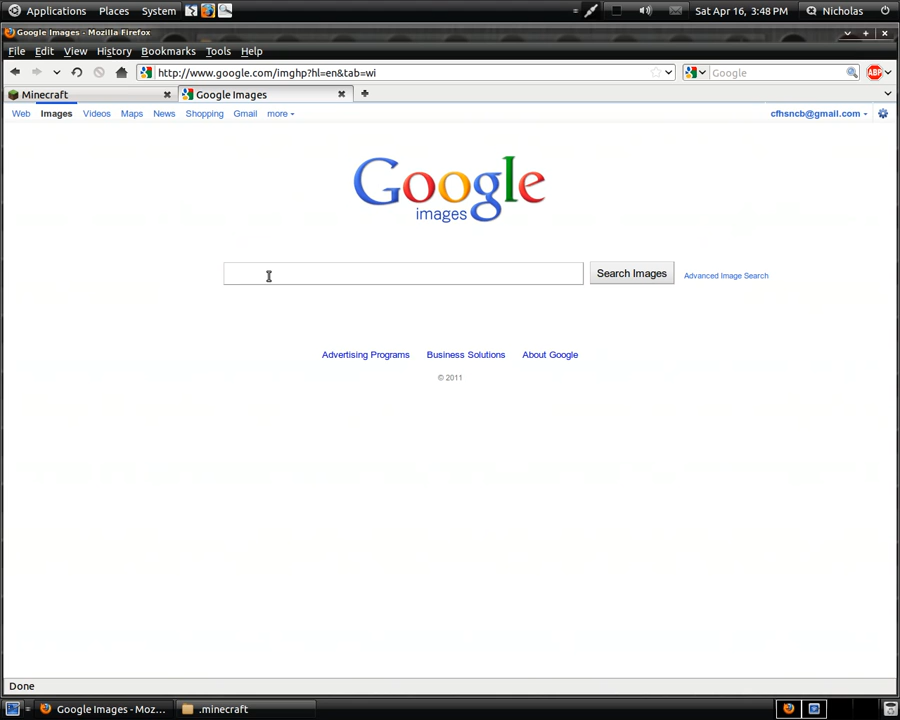 Applications Places System Sat Apr 16, 3:48 PM Nicholas
Google Images - Mozilla Firefox
File Edit View History Bookmarks Tools Help
http://www.google.com/imghp?hl=en&tab=wi Google ABP
Minecraft Google Images
Web Images Videos Maps News Shopping Gmail more cfhsncb@gmail.com
Google
images
Search Images Advanced Image Search
Advertising Programs Business Solutions About Google
© 2011
Done
Google Images - Moz... .minecraft